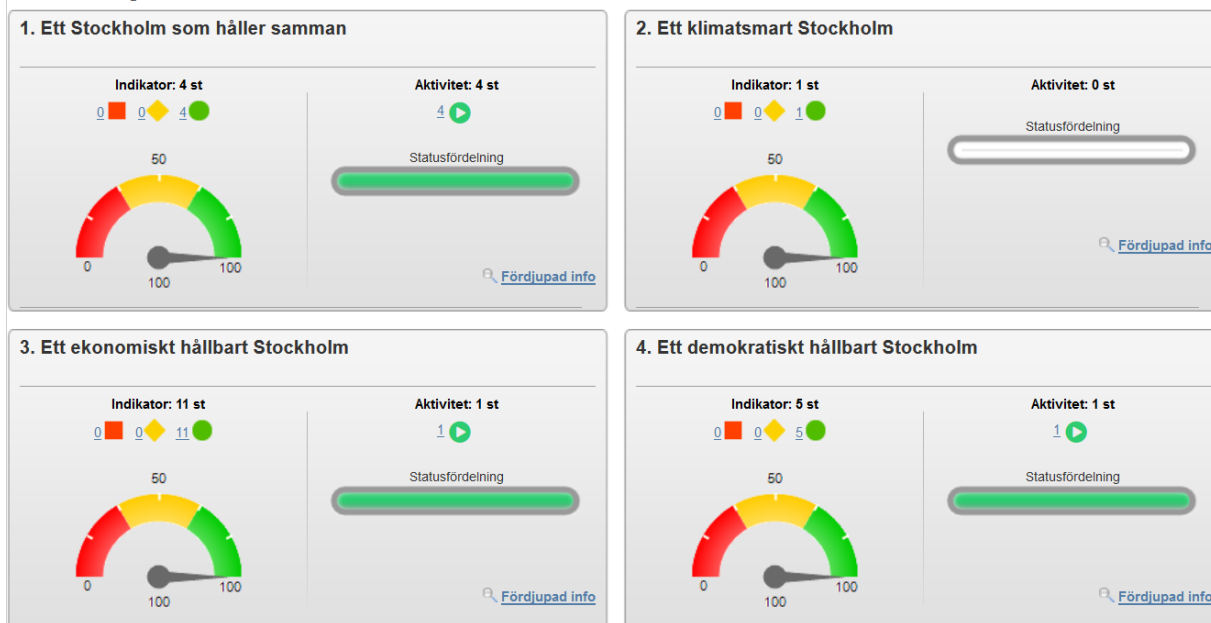 1. Ett Stockholm som håller samman
Indikator: 4 st
0 0 4
50
0
100
100
Aktivitet: 4 st
4
Statusfördelning
Fördjupad info
2. Ett klimatsmart Stockholm
Indikator: 1 st
0 0 1
50
0
100
100
Aktivitet: 0 st
Statusfördelning
Fördjupad info
3. Ett ekonomiskt hållbart Stockholm
Indikator: 11 st
0 0 11
50
0
100
100
Aktivitet: 1 st
1
Statusfördelning
Fördjupad info
4. Ett demokratiskt hållbart Stockholm
Indikator: 5 st
0 0 5
50
0
100
100
Aktivitet: 1 st
1
Statusfördelning
Fördjupad info